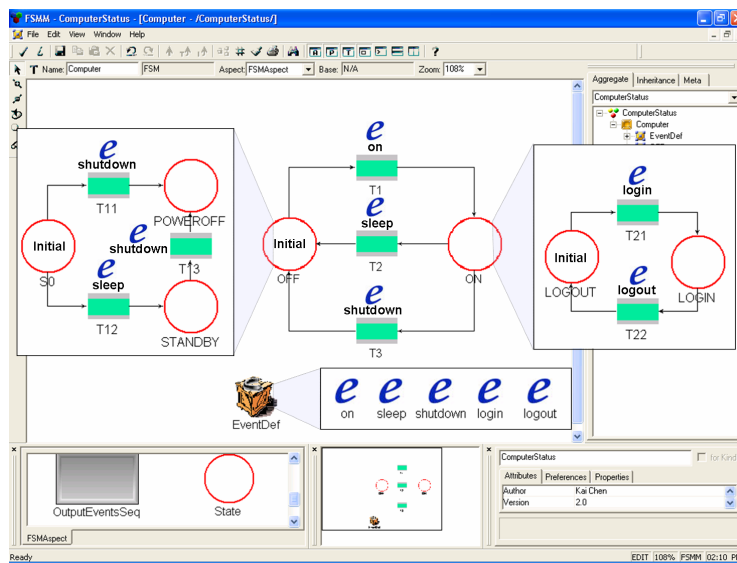 FSMM - ComputerStatus - [Computer - /ComputerStatus/]
File Edit View Window Help
Name: Computer FSM Aspect: FSMAspect Base: N/A Zoom: 108%
Aggregate Inheritance Meta
ComputerStatus
ComputerStatus
Computer
EventDef
e
shutdown
T11
POWEROFF
Initial
S0
e
shutdown
T13
e
sleep
T12
STANDBY
e
on
T1
e
sleep
T2
Initial
OFF
ON
e
shutdown
T3
e
login
T21
Initial
LOGOUT
LOGIN
e
logout
T22
EventDef
e e e e e
on sleep shutdown login logout
OutputEventsSeq State
FSMAspect
ComputerStatus for Kind
Attributes Preferences Properties
Author Kai Chen
Version 2.0
Ready
EDIT 108% FSMM 02:10